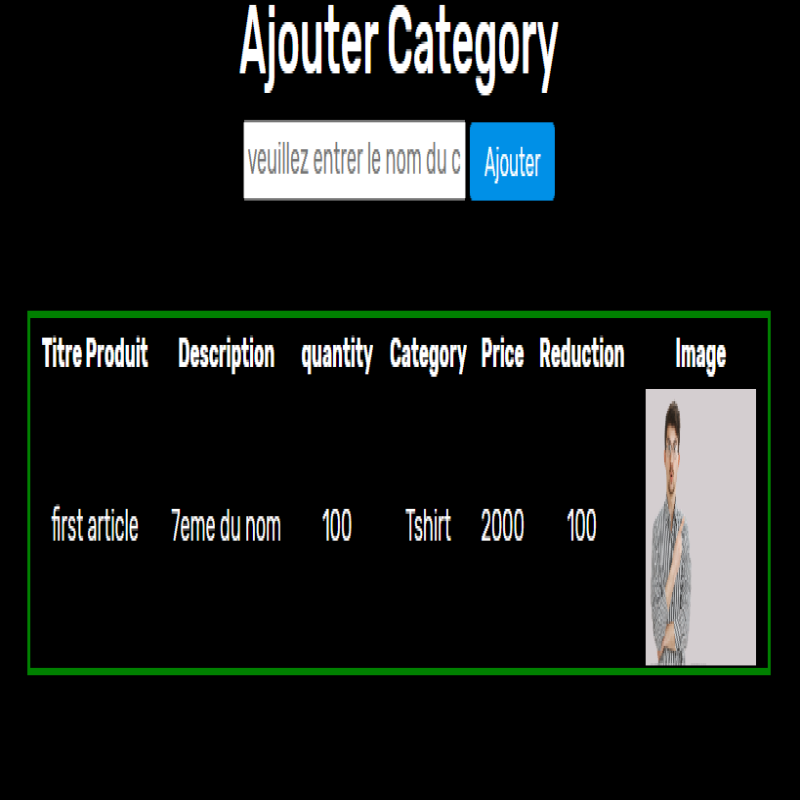 Ajouter Category
veuillez entrer le nom du c
Ajouter
Titre Produit Description quantity Category Price Reduction Image
first article 7eme du nom 100 Tshirt 2000 100